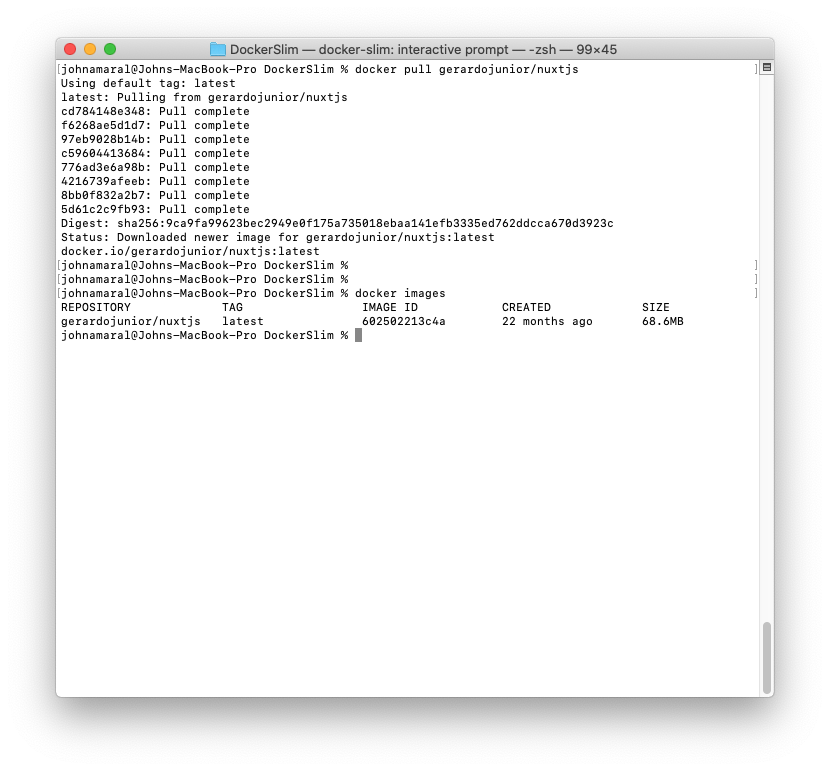 DockerSlim — docker-slim: interactive prompt — -zsh — 99×45
[johnamaral@Johns-MacBook-Pro DockerSlim % docker pull gerardojunior/nuxtjs ]
Using default tag: latest
latest: Pulling from gerardojunior/nuxtjs
cd784148e348: Pull complete
f6268ae5d1d7: Pull complete
97eb9028b14b: Pull complete
c59604413684: Pull complete
776ad3e6a98b: Pull complete
4216739afeeb: Pull complete
8bb0f832a2b7: Pull complete
5d61c2c9fb93: Pull complete
Digest: sha256:9ca9fa99623bec2949e0f175a735018ebaa141efb3335ed762ddcca670d3923c
Status: Downloaded newer image for gerardojunior/nuxtjs:latest
docker.io/gerardojunior/nuxtjs:latest
[johnamaral@Johns-MacBook-Pro DockerSlim % ]
[johnamaral@Johns-MacBook-Pro DockerSlim % ]
[johnamaral@Johns-MacBook-Pro DockerSlim % docker images ]
REPOSITORY TAG IMAGE ID CREATED SIZE
gerardojunior/nuxtjs latest 602502213c4a 22 months ago 68.6MB
johnamaral@Johns-MacBook-Pro DockerSlim %